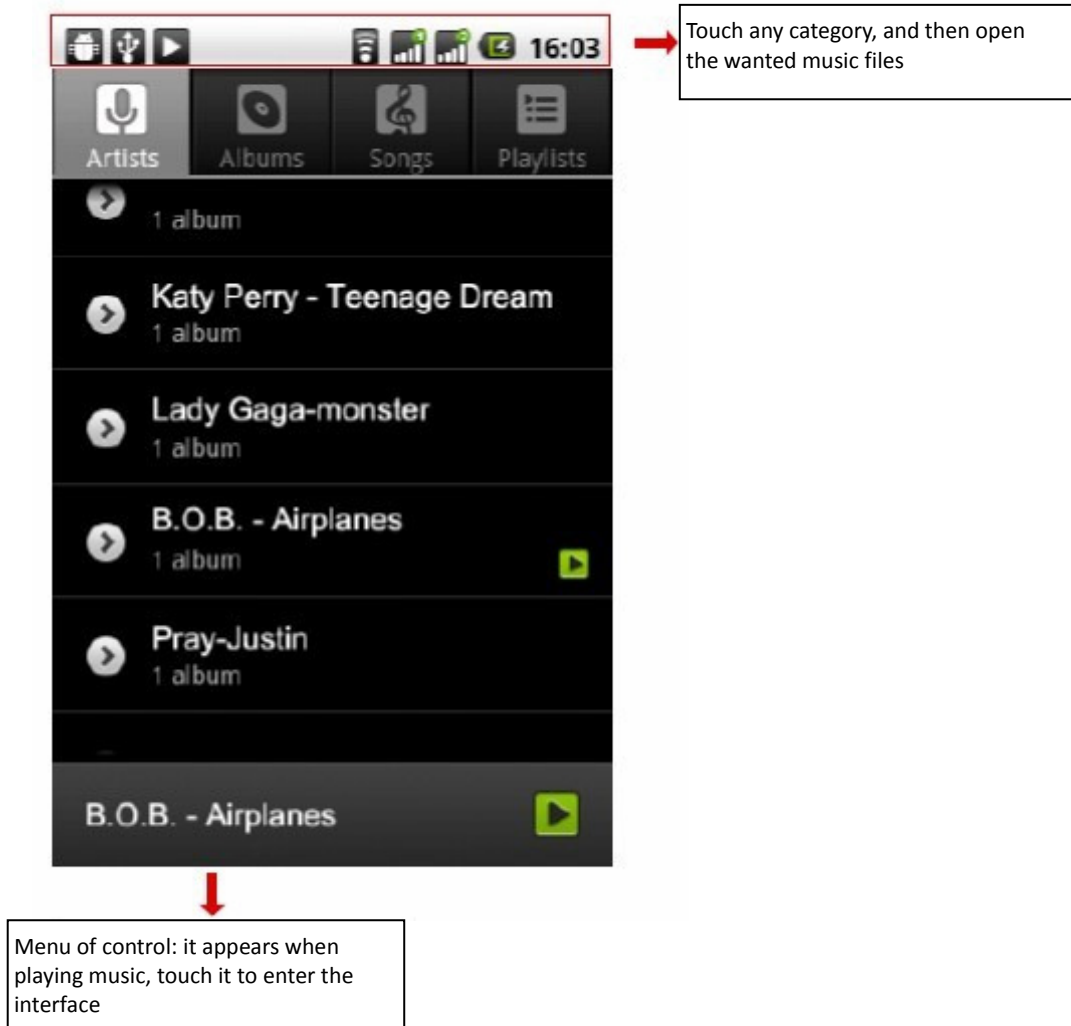 16:03
Touch any category, and then open
the wanted music files
Artists
Albums
Songs
Playlists
1 album
Katy Perry - Teenage Dream
1 album
Lady Gaga-monster
1 album
B.O.B. - Airplanes
1 album
Pray-Justin
1 album
B.O.B. - Airplanes
Menu of control: it appears when
playing music, touch it to enter the
interface